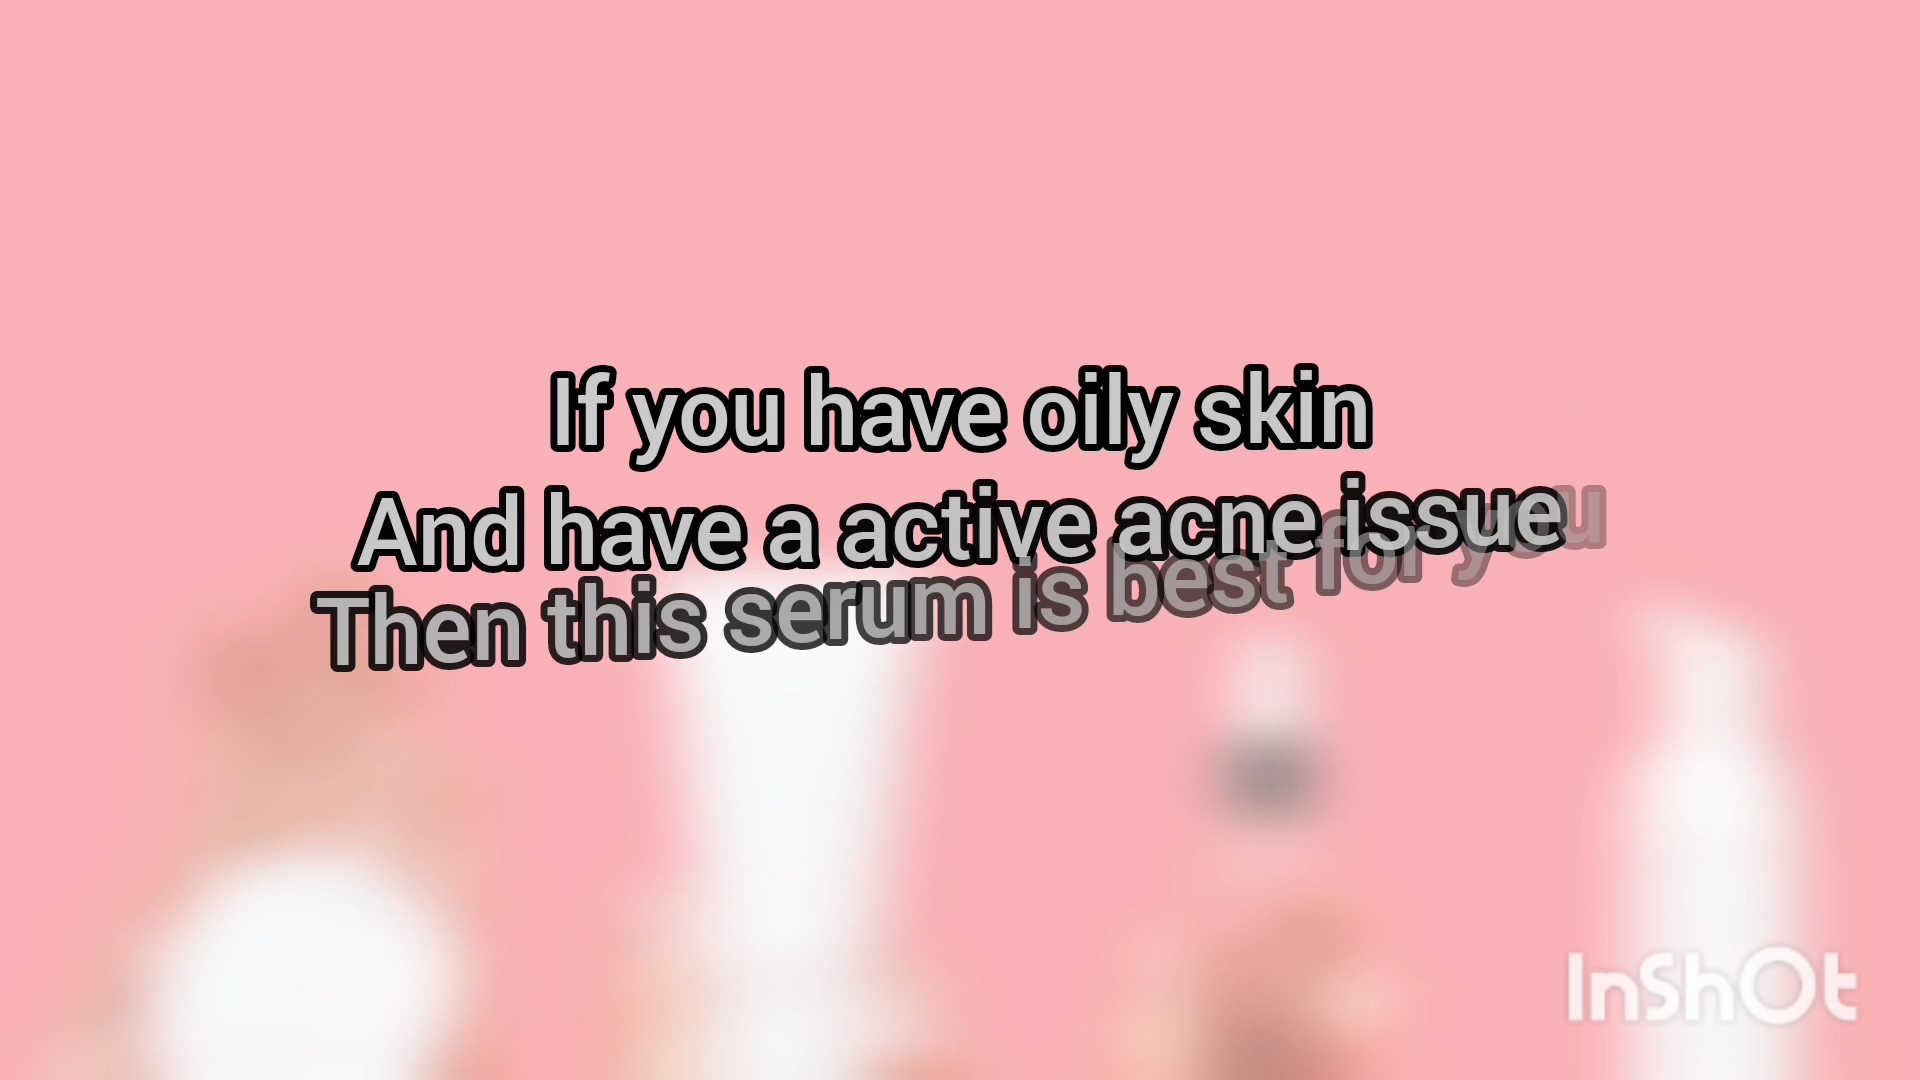 If you have oily skin
And have a active acne issue
Then this serum is best for you
InShOt